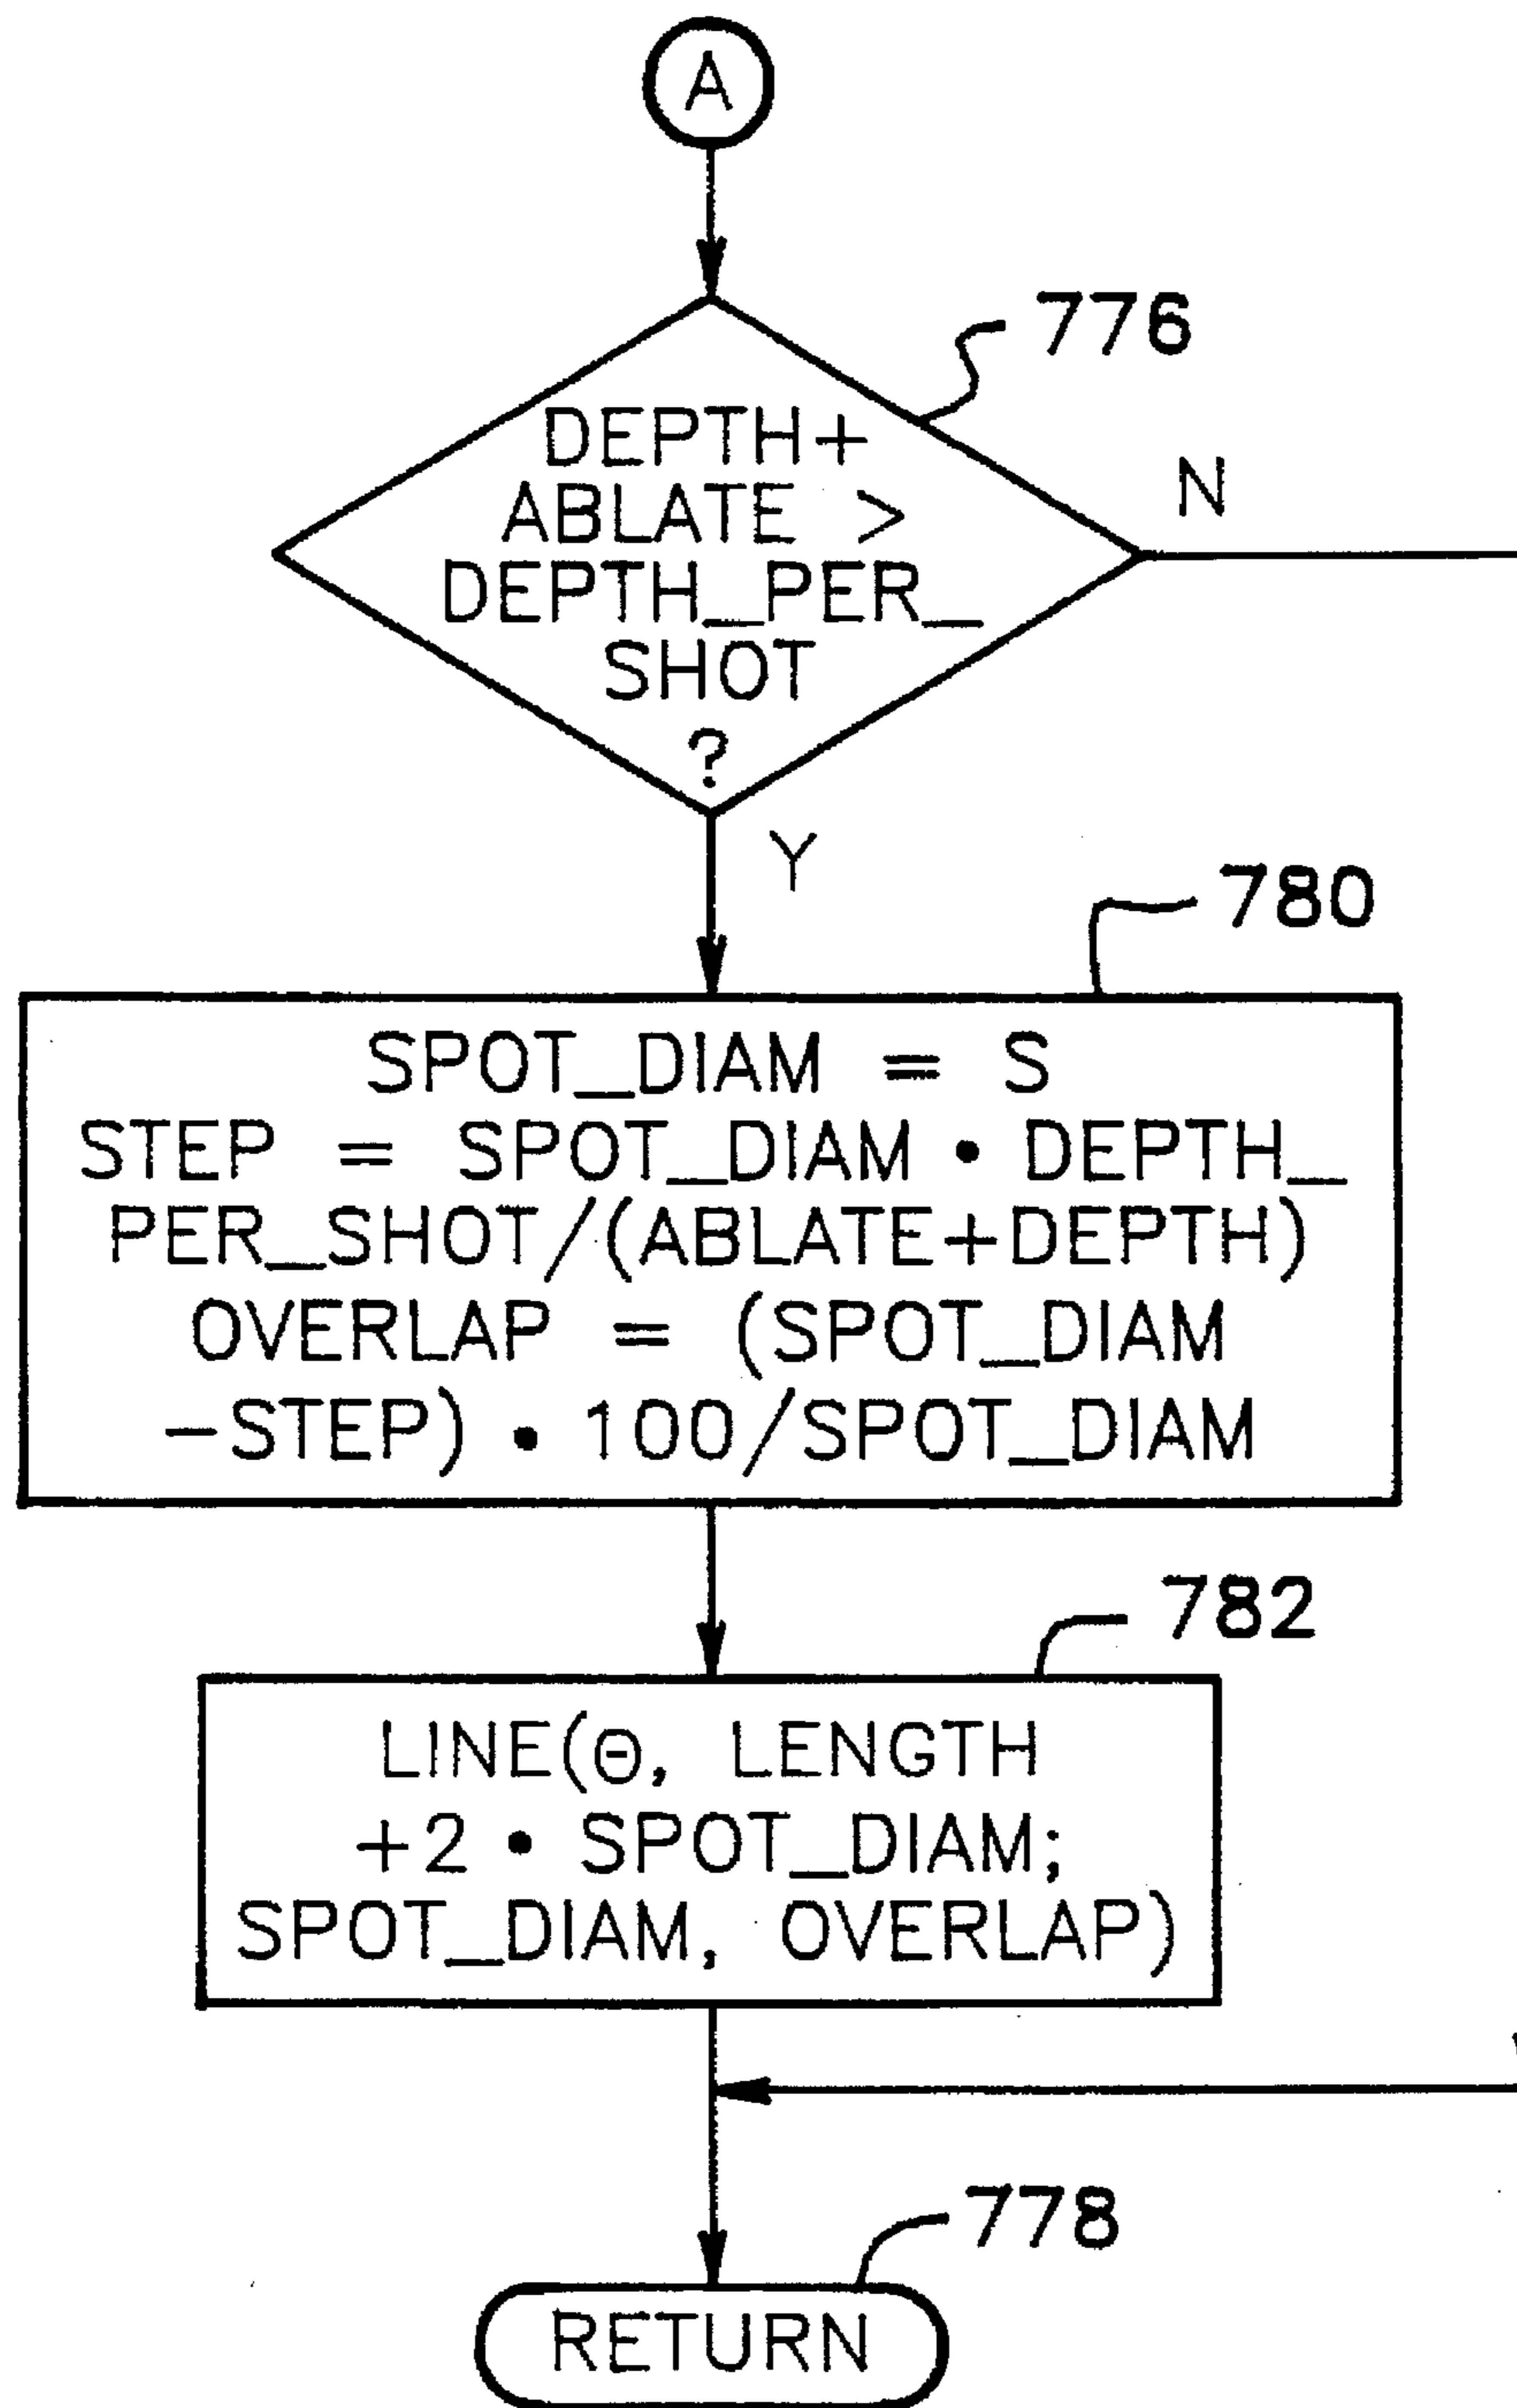 A
776
DEPTH+
ABLATE >
DEPTH_PER_
SHOT
?
N
Y
780
SPOT_DIAM = S
STEP = SPOT_DIAM • DEPTH_
PER_SHOT/(ABLATE+DEPTH)
OVERLAP = (SPOT_DIAM
-STEP) • 100/SPOT_DIAM
782
LINE(Θ, LENGTH
+2 • SPOT_DIAM;
SPOT_DIAM, OVERLAP)
778
RETURN